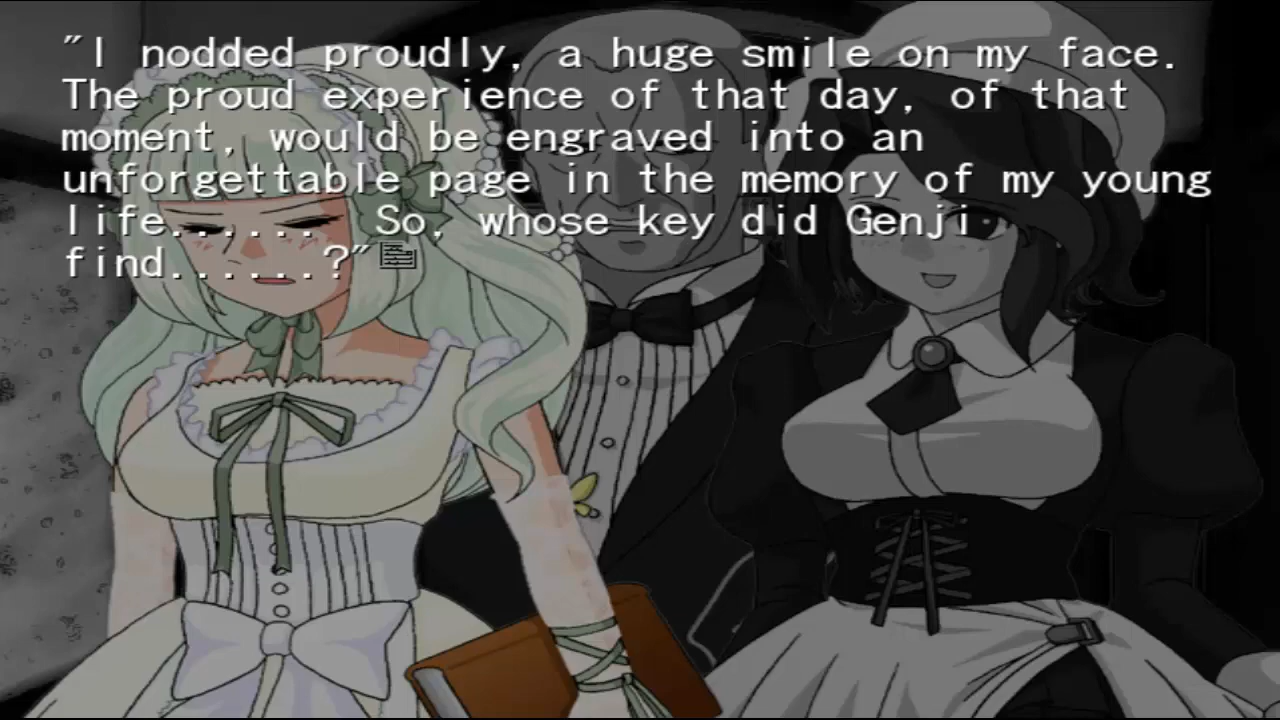 "I nodded proudly, a huge smile on my face.
The proud experience of that day, of that
moment, would be engraved into an
unforgettable page in the memory of my young
life...... So, whose key did Genji
find......?"